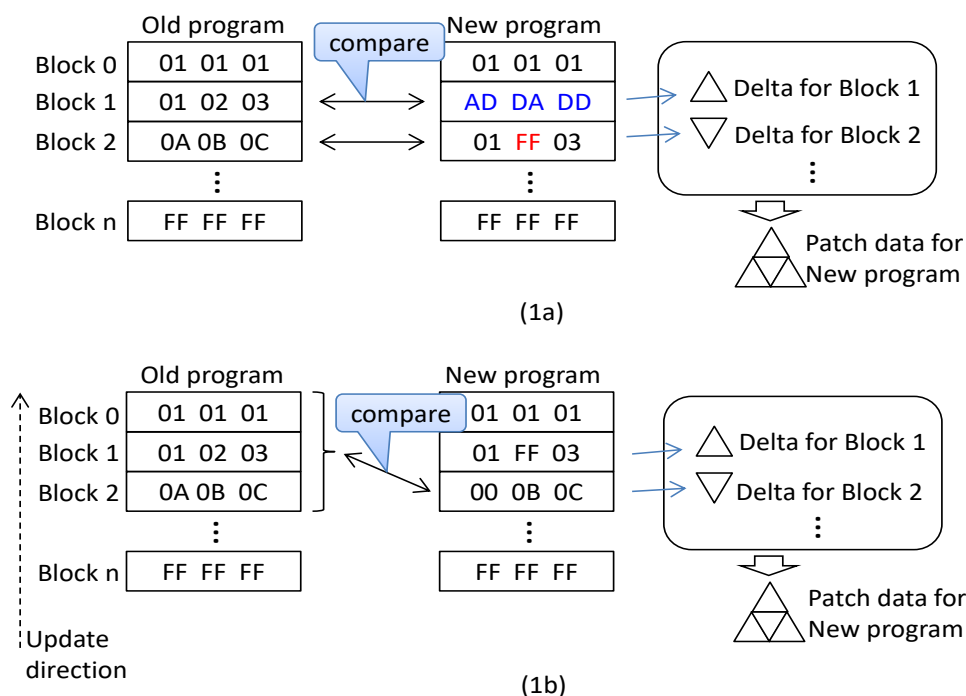 Old program
compare
New program
Block 0
01 01 01
01 01 01
Block 1
01 02 03
AD DA DD
Delta for Block 1
Block 2
0A 0B 0C
01 FF 03
Delta for Block 2
Block n
FF FF FF
FF FF FF
Patch data for
New program
(1a)
Old program
compare
New program
Block 0
01 01 01
01 01 01
Block 1
01 02 03
01 FF 03
Delta for Block 1
Block 2
0A 0B 0C
00 0B 0C
Delta for Block 2
Block n
FF FF FF
FF FF FF
Patch data for
New program
Update
direction
(1b)